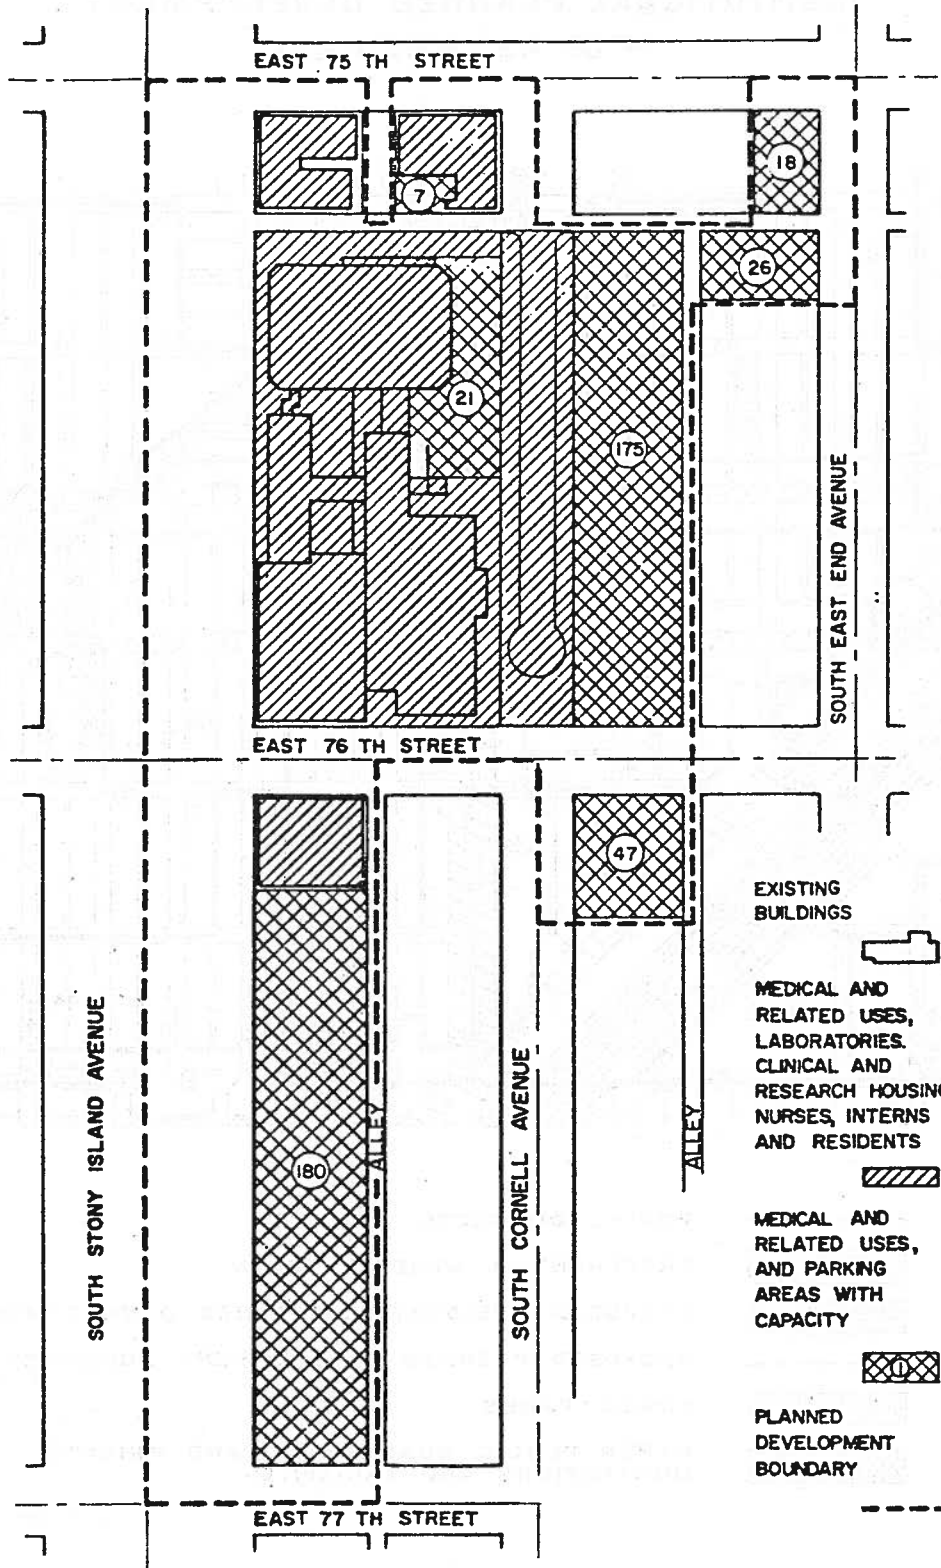 EAST 75 TH STREET
18
7
26
21
175
SOUTH EAST END AVENUE
EAST 76 TH STREET
47
EXISTING
BUILDINGS
MEDICAL AND
RELATED USES,
LABORATORIES.
CLINICAL AND
RESEARCH HOUSING
NURSES, INTERNS
AND RESIDENTS
SOUTH STONY ISLAND AVENUE
ALLEY
SOUTH CORNELL AVENUE
ALLEY
180
MEDICAL AND
RELATED USES,
AND PARKING
AREAS WITH
CAPACITY
1
PLANNED
DEVELOPMENT
BOUNDARY
EAST 77 TH STREET